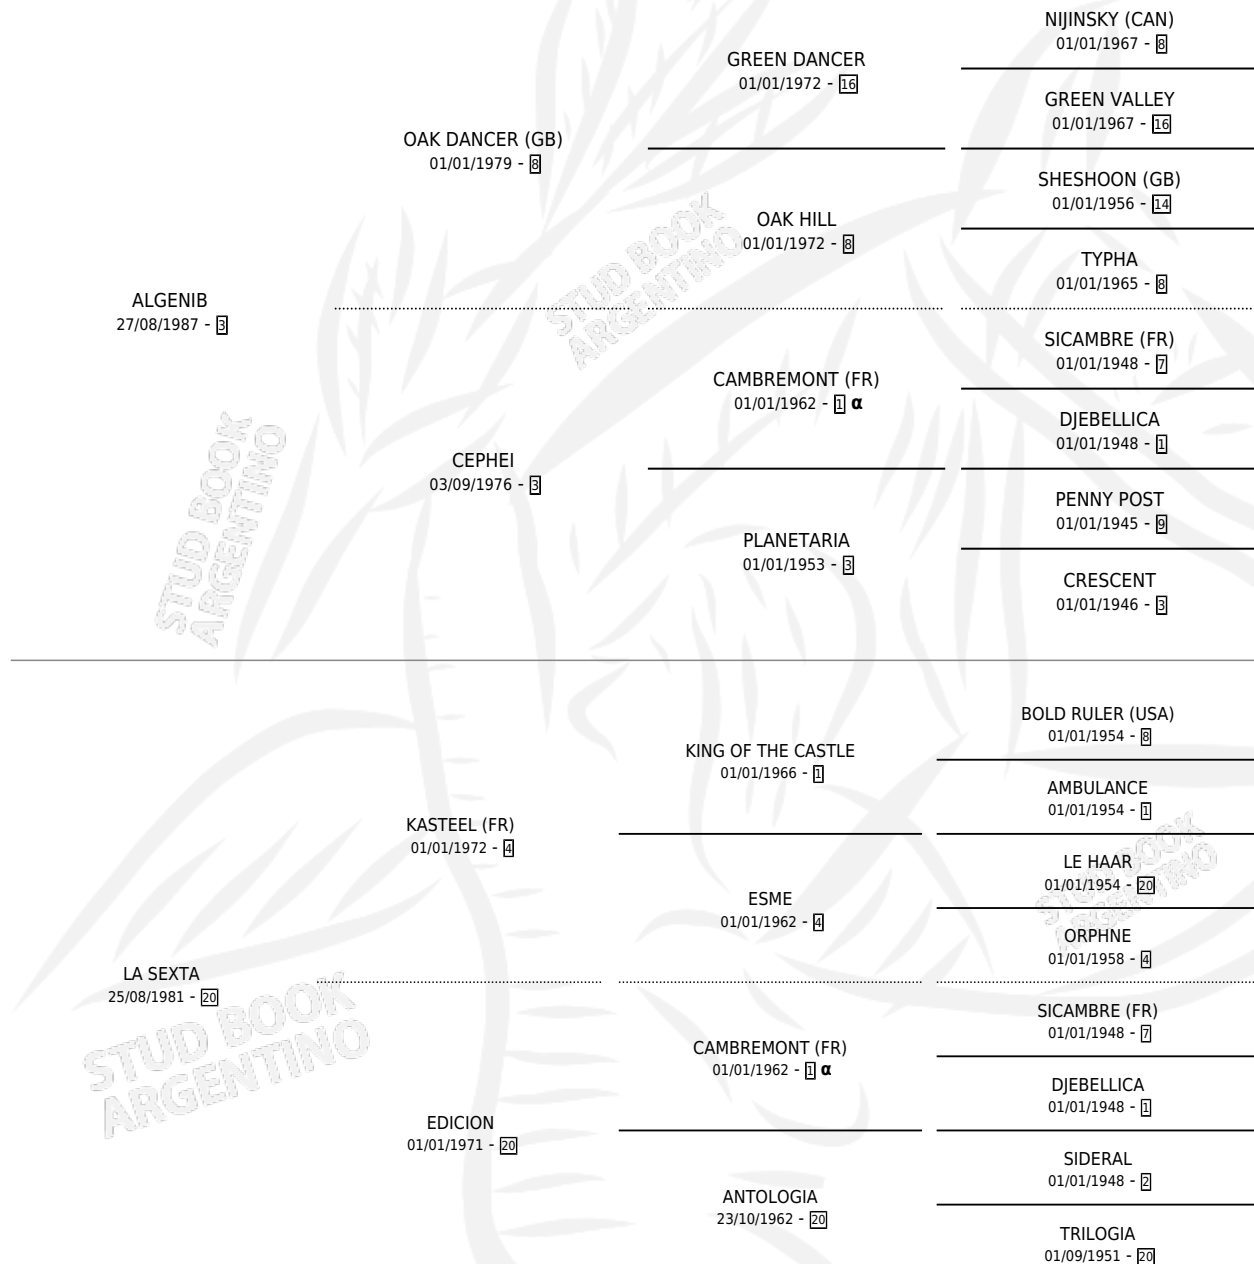 NIJINSKY (CAN)
01/01/1967 - 8
GREEN DANCER
01/01/1972 - 16
GREEN VALLEY
01/01/1967 - 16
OAK DANCER (GB)
01/01/1979 - 8
SHESHOON (GB)
01/01/1956 - 14
OAK HILL
01/01/1972 - 8
TYPHA
01/01/1965 - 8
STUD BOOK
ARGENTINO
ALGENIB
27/08/1987 - 3
SICAMBRE (FR)
01/01/1948 - 7
CAMBREMONT (FR)
01/01/1962 - 1 α
DJEBELLICA
01/01/1948 - 1
CEPHEI
03/09/1976 - 3
PENNY POST
01/01/1945 - 9
PLANETARIA
01/01/1953 - 3
CRESCENT
01/01/1946 - 3
STUD BOOK
ARGENTINO
BOLD RULER (USA)
01/01/1954 - 8
KING OF THE CASTLE
01/01/1966 - 1
AMBULANCE
01/01/1954 - 1
KASTEEL (FR)
01/01/1972 - 4
LE HAAR
01/01/1954 - 20
ESME
01/01/1962 - 4
ORPHNE
01/01/1958 - 4
STUD BOOK
ARGENTINO
LA SEXTA
25/08/1981 - 20
SICAMBRE (FR)
01/01/1948 - 7
CAMBREMONT (FR)
01/01/1962 - 1 α
DJEBELLICA
01/01/1948 - 1
STUD BOOK
ARGENTINO
EDICION
01/01/1971 - 20
SIDERAL
01/01/1948 - 2
ANTOLOGIA
23/10/1962 - 20
TRILOGIA
01/09/1951 - 20